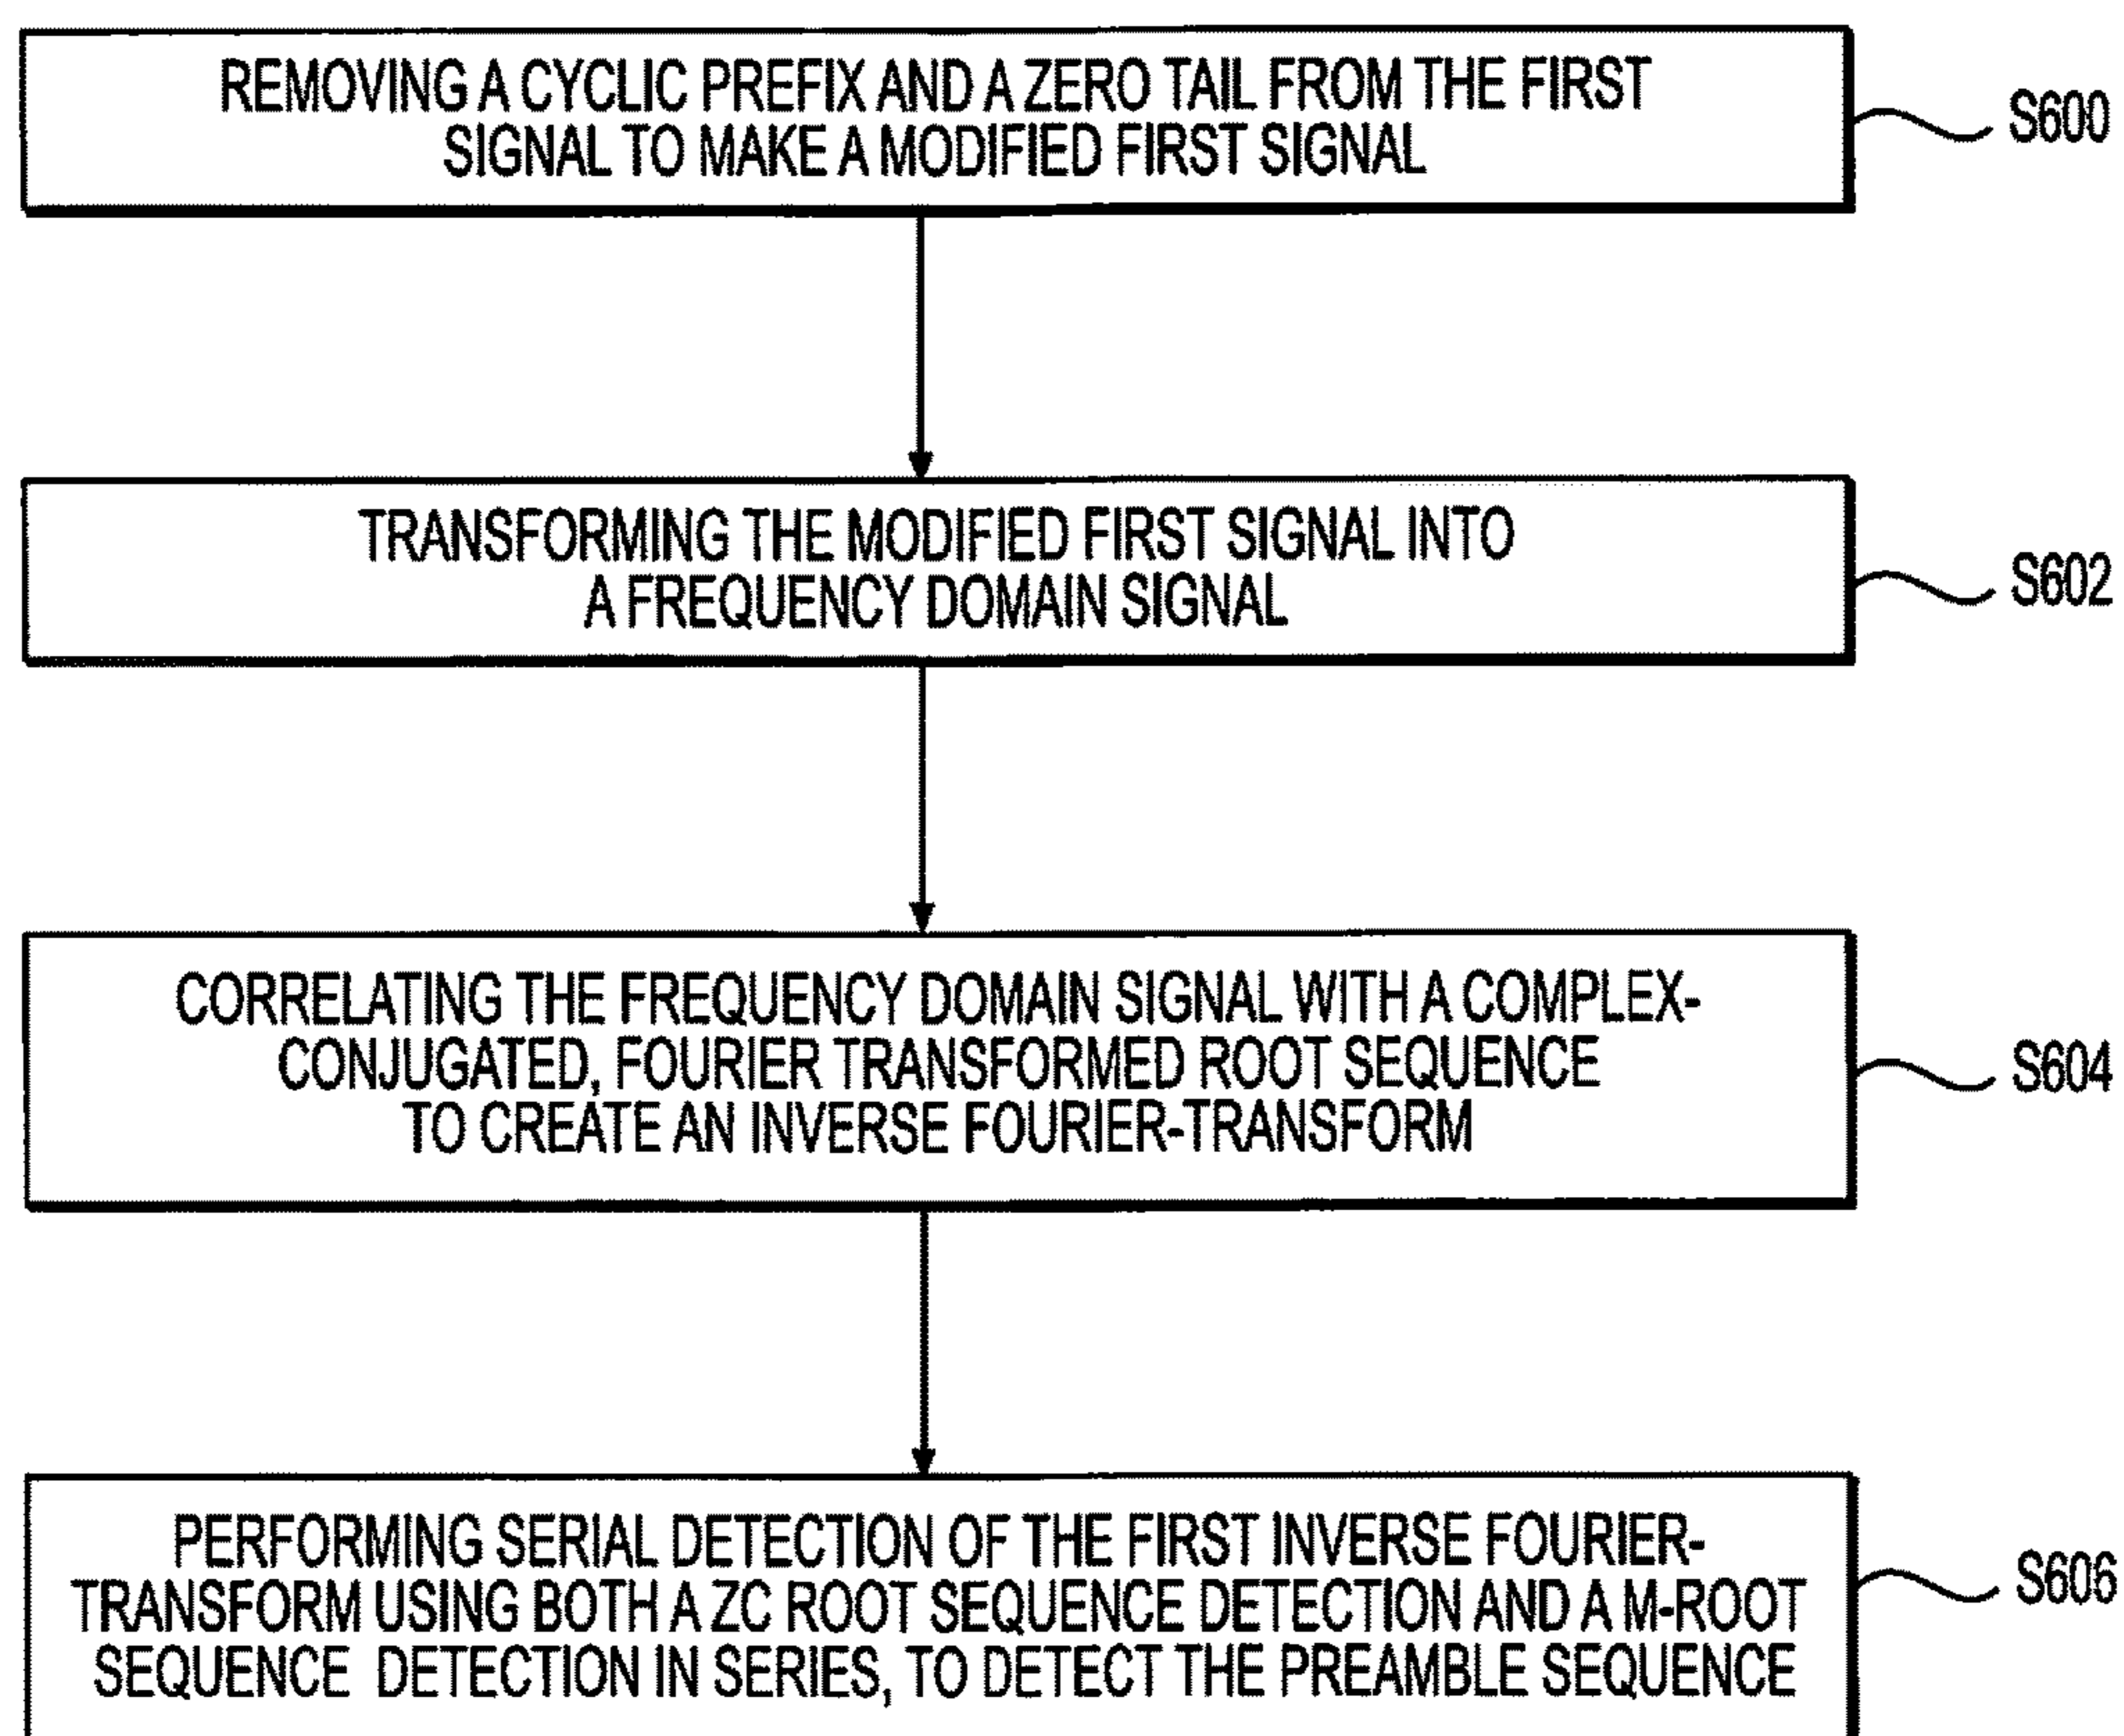 REMOVING A CYCLIC PREFIX AND A ZERO TAIL FROM THE FIRST
SIGNAL TO MAKE A MODIFIED FIRST SIGNAL
S600
TRANSFORMING THE MODIFIED FIRST SIGNAL INTO
A FREQUENCY DOMAIN SIGNAL
S602
CORRELATING THE FREQUENCY DOMAIN SIGNAL WITH A COMPLEX-
CONJUGATED, FOURIER TRANSFORMED ROOT SEQUENCE
TO CREATE AN INVERSE FOURIER-TRANSFORM
S604
PERFORMING SERIAL DETECTION OF THE FIRST INVERSE FOURIER-
TRANSFORM USING BOTH A ZC ROOT SEQUENCE DETECTION AND A M-ROOT
SEQUENCE DETECTION IN SERIES, TO DETECT THE PREAMBLE SEQUENCE
S606